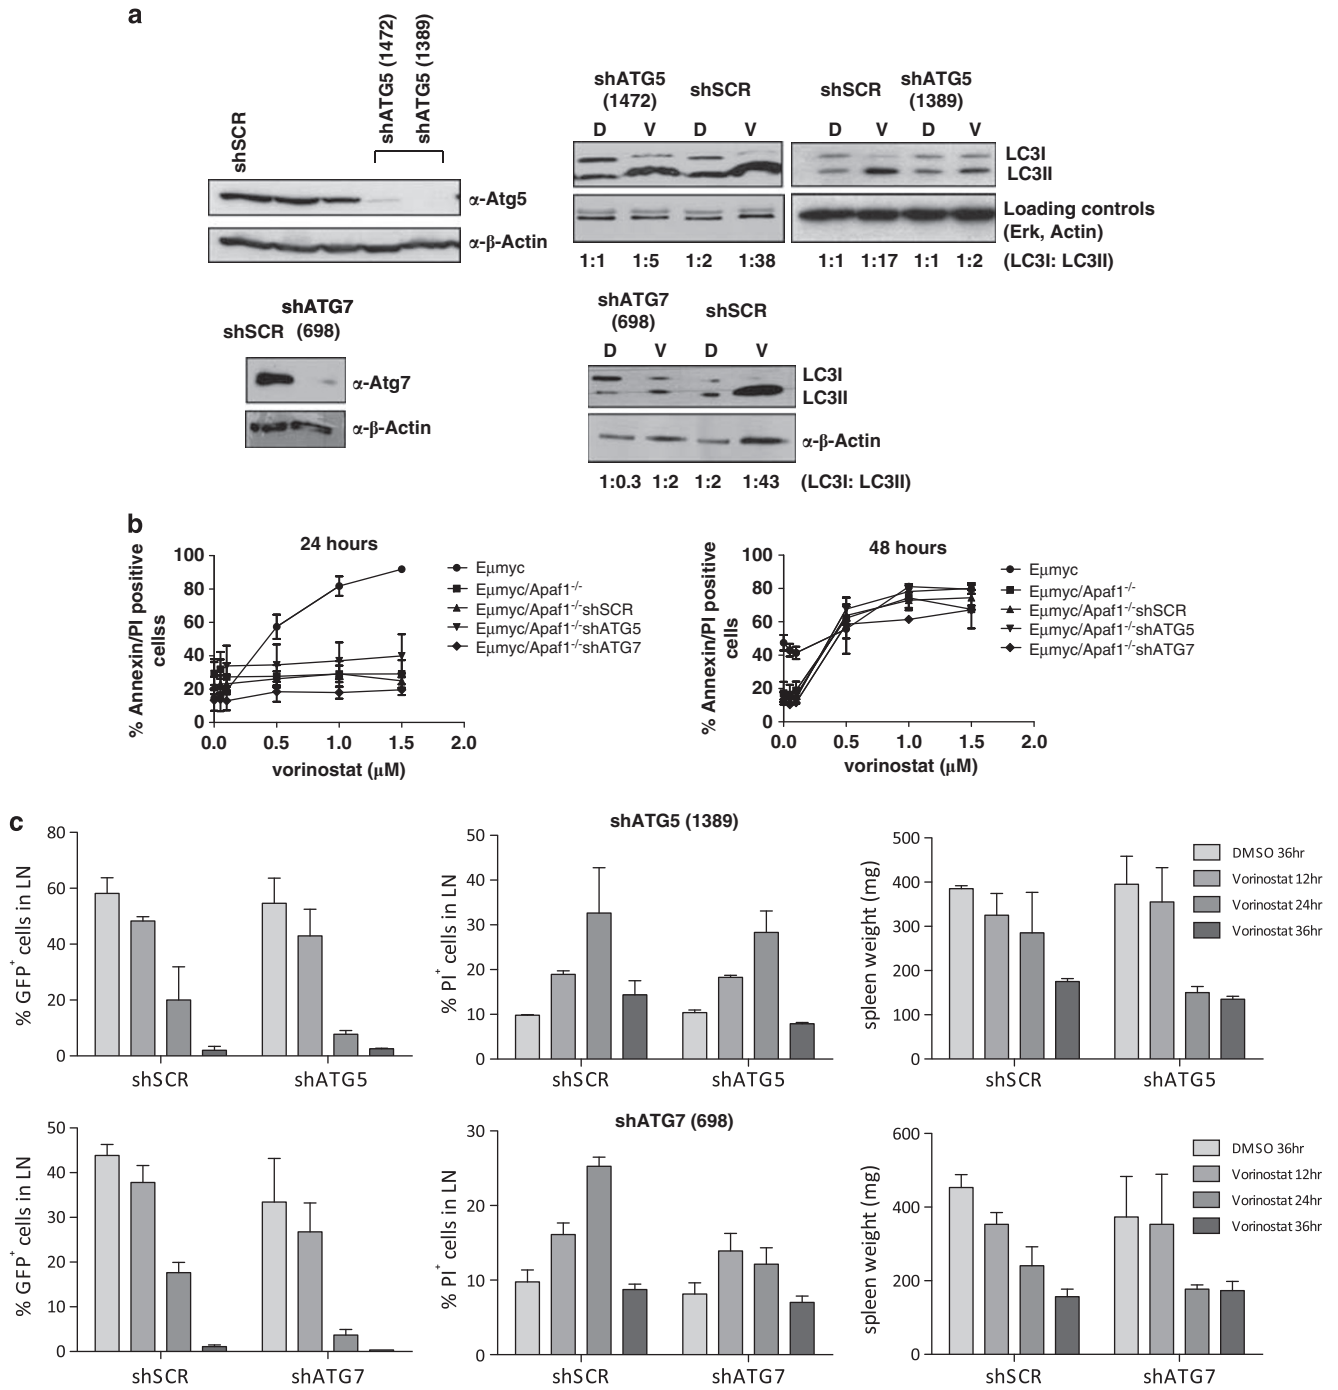 a
shSCR
shATG5 (1472)
shATG5 (1389)
α-Atg5
α-β-Actin
shATG5
(1472)
shSCR
D V D V
shSCR
shATG5
(1389)
D V D V
LC3I
LC3II
Loading controls
(Erk, Actin)
1:1 1:5 1:2 1:38
1:1 1:17 1:1 1:2 (LC3I: LC3II)
shSCR
shATG7
(698)
α-Atg7
α-β-Actin
shATG7
(698)
shSCR
D V D V
LC3I
LC3II
α-β-Actin
1:0.3 1:2 1:2 1:43 (LC3I: LC3II)
b
24 hours
% Annexin/PI positive
cellss
100
80
60
40
20
0
0.0 0.5 1.0 1.5 2.0
vorinostat (µM)
Eµmyc
Eµmyc/Apaf1⁻/⁻
Eµmyc/Apaf1⁻/⁻shSCR
Eµmyc/Apaf1⁻/⁻shATG5
Eµmyc/Apaf1⁻/⁻shATG7
48 hours
% Annexin/PI positive
cells
100
80
60
40
20
0
0.0 0.5 1.0 1.5 2.0
vorinostat (µM)
Eµmyc
Eµmyc/Apaf1⁻/⁻
Eµmyc/Apaf1⁻/⁻shSCR
Eµmyc/Apaf1⁻/⁻shATG5
Eµmyc/Apaf1⁻/⁻shATG7
c
shATG5 (1389)
% GFP⁺ cells in LN
80
60
40
20
0
shSCR shATG5
% PI⁺ cells in LN
50
40
30
20
10
0
shSCR shATG5
spleen weight (mg)
500
400
300
200
100
0
shSCR shATG5
DMSO 36hr
Vorinostat 12hr
Vorinostat 24hr
Vorinostat 36hr
shATG7 (698)
% GFP⁺ cells in LN
50
40
30
20
10
0
shSCR shATG7
% PI⁺ cells in LN
30
20
10
0
shSCR shATG7
spleen weight (mg)
600
400
200
0
shSCR shATG7
DMSO 36hr
Vorinostat 12hr
Vorinostat 24hr
Vorinostat 36hr